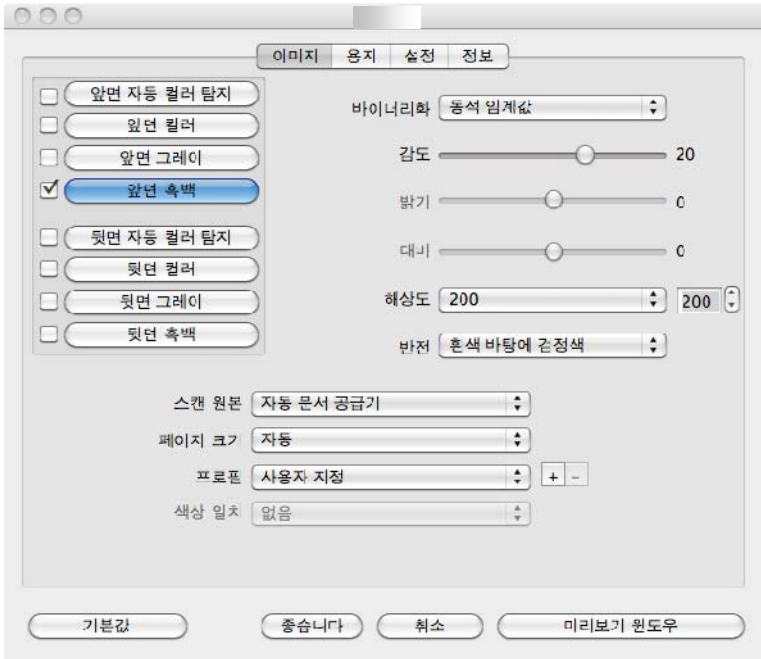 이미지 용지 설정 정보
앞면 자동 컬러 탐지
앞면 컬러
앞면 그레이
앞면 흑백
뒷면 자동 컬러 탐지
뒷면 컬러
뒷면 그레이
뒷면 흑백
바이너리화 동적 임계값
감도 20
밝기 0
대비 0
해상도 200 200
반전 흰색 바탕에 검정색
스캔 원본 자동 문서 공급기
페이지 크기 자동
프로필 사용자 지정 + -
색상 일치 없음
기본값 좋습니다 취소 미리보기 윈도우